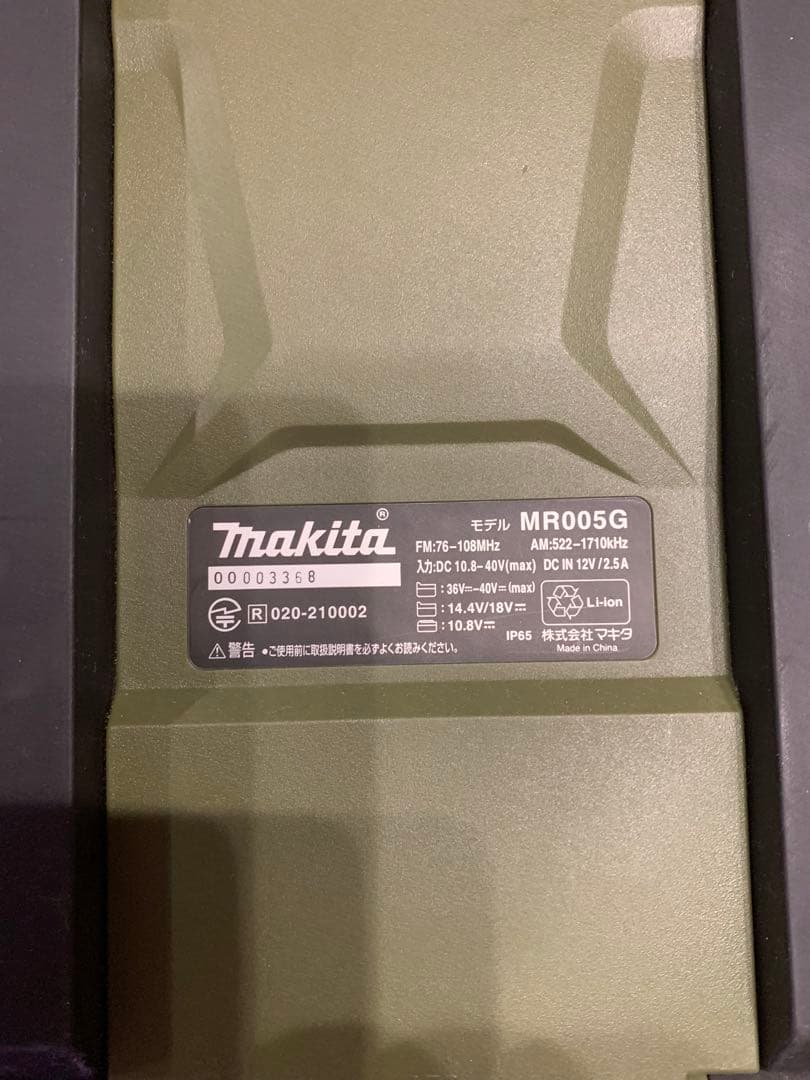 makita®
モデル MR005G
00003368
FM:76-108MHz AM:522-1710kHz
入力:DC 10.8-40V(max) DC IN 12V/2.5A
: 36V⎓-40V⎓(max)
: 14.4V/18V⎓
: 10.8V⎓
Li-ion
R 020-210002
IP65 株式会社マキタ
Made in China
警告 ●ご使用前に取扱説明書を必ずよくお読みください。